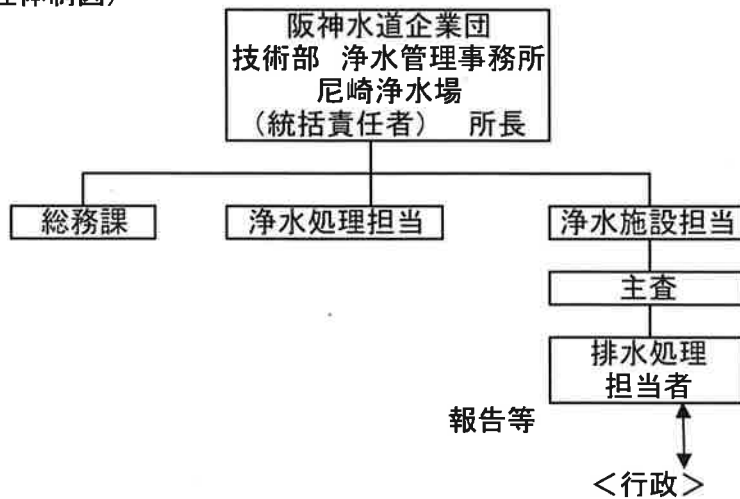 阪神水道企業団
技術部 浄水管理事務所
尼崎浄水場
（統括責任者） 所長
総務課
浄水処理担当
浄水施設担当
主査
排水処理
担当者
報告等
＜行政＞